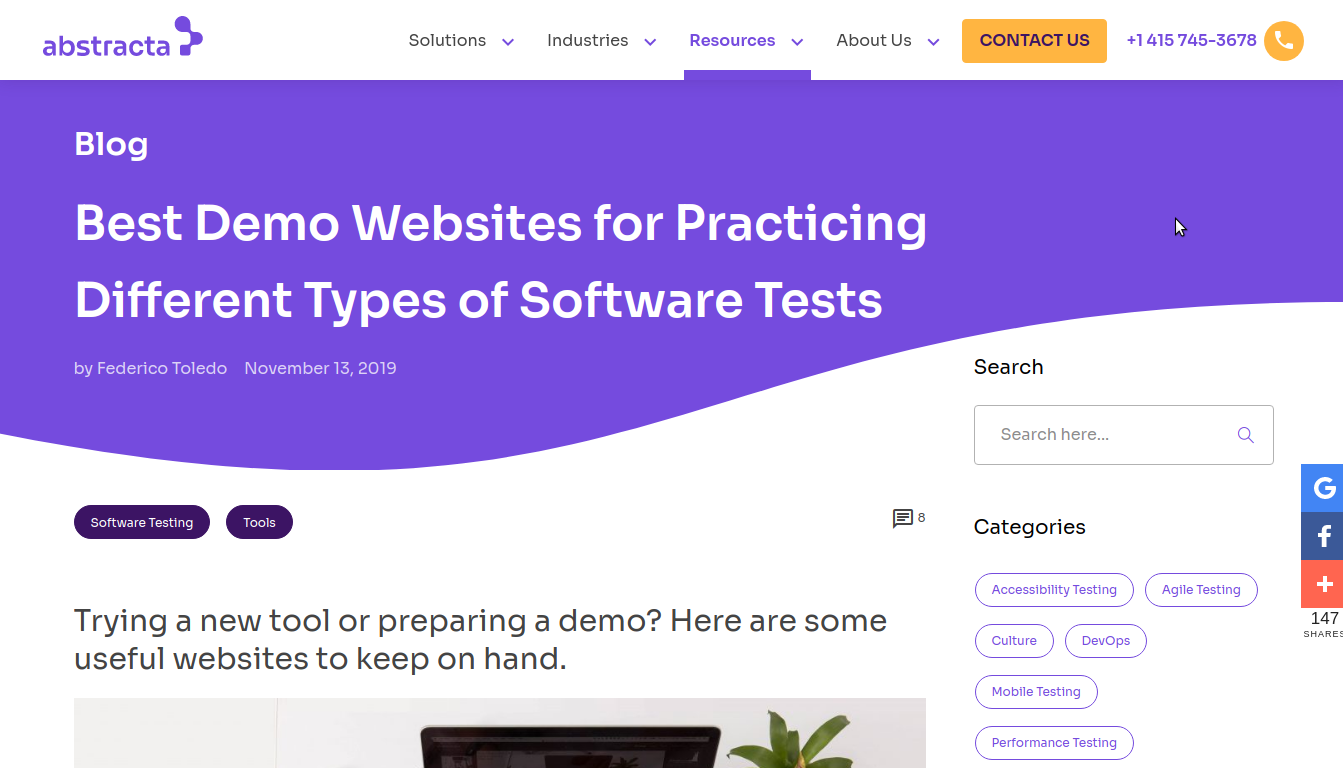 abstracta
Solutions
Industries
Resources
About Us
CONTACT US
+1 415 745-3678
Blog
Best Demo Websites for Practicing
Different Types of Software Tests
by Federico Toledo November 13, 2019
Search
Search here...
Software Testing
Tools
8
Categories
Accessibility Testing
Agile Testing
Culture
DevOps
Mobile Testing
Performance Testing
147
SHARES
Trying a new tool or preparing a demo? Here are some
useful websites to keep on hand.